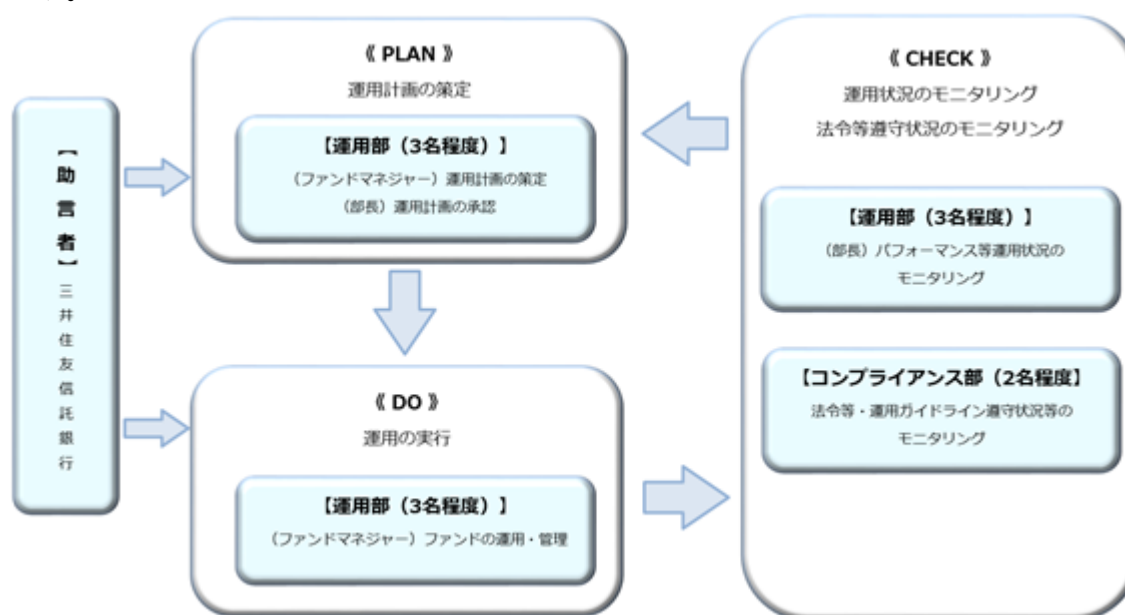 【助言者】三井住友信託銀行
《 PLAN 》
運用計画の策定
【運用部（3名程度）】
（ファンドマネジャー）運用計画の策定
（部長）運用計画の承認
《 DO 》
運用の実行
【運用部（3名程度）】
（ファンドマネジャー）ファンドの運用・管理
《 CHECK 》
運用状況のモニタリング
法令等遵守状況のモニタリング
【運用部（3名程度）】
（部長）パフォーマンス等運用状況の
モニタリング
【コンプライアンス部（2名程度】
法令等・運用ガイドライン遵守状況等の
モニタリング